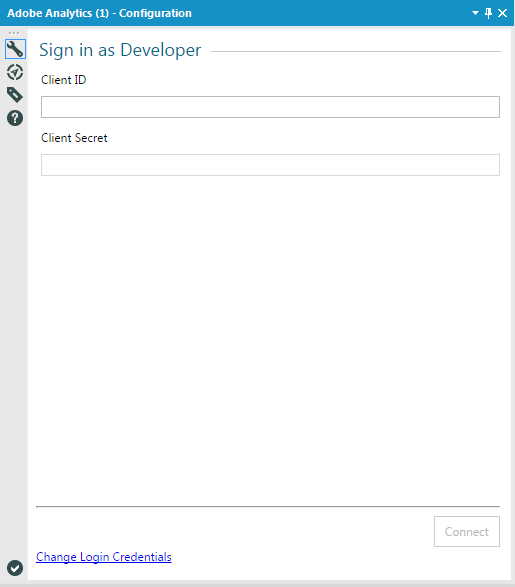 Adobe Analytics (1) - Configuration
Sign in as Developer
Client ID
Client Secret
Connect
Change Login Credentials